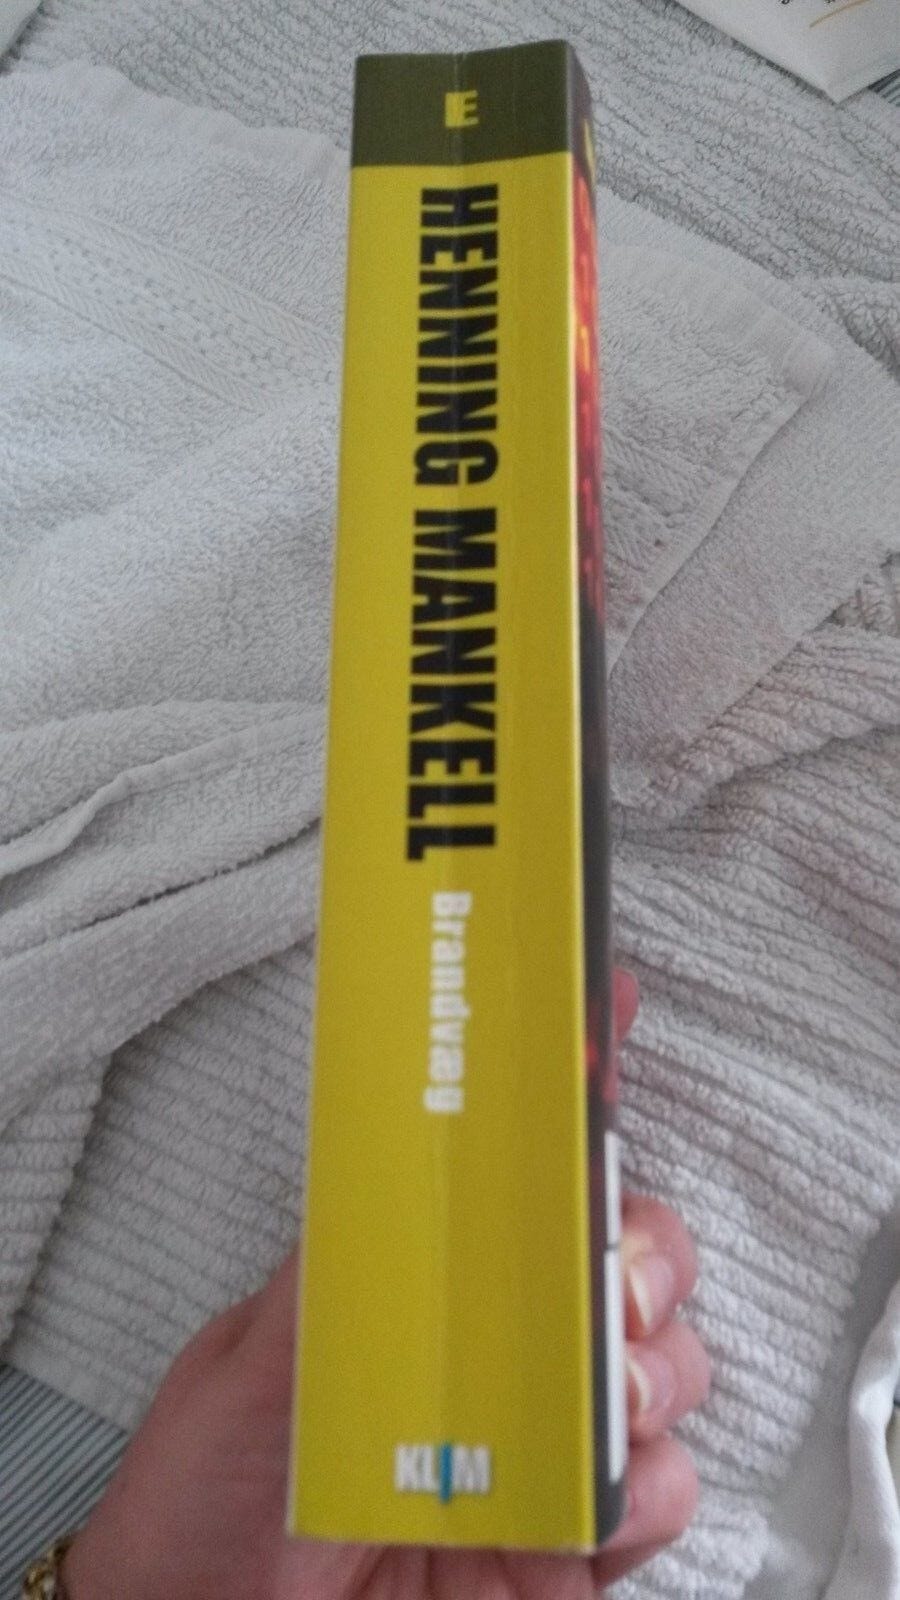 E
HENNING MANKELL
Brandvæg
KLIM